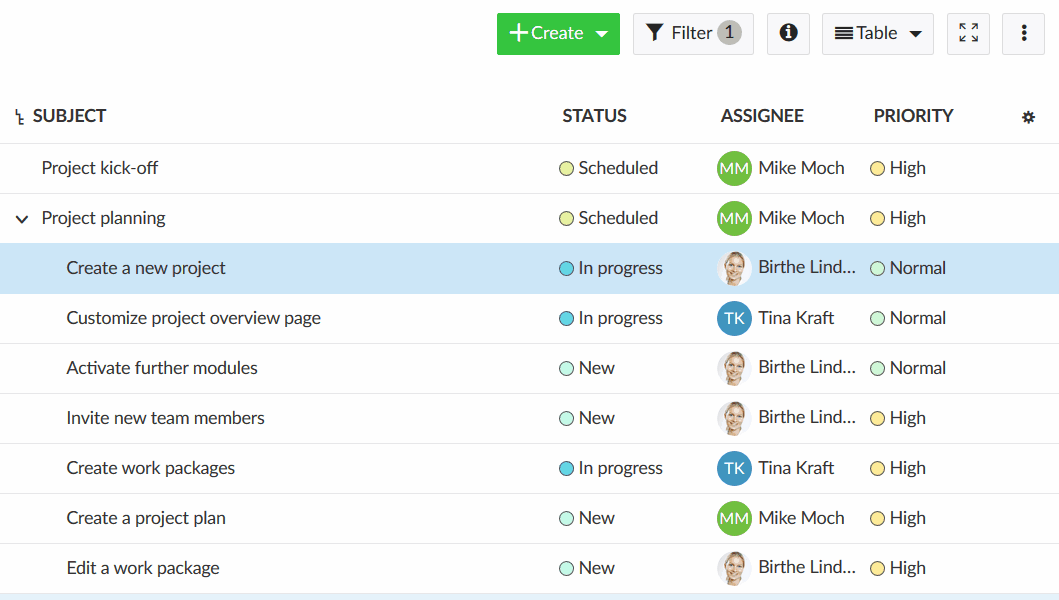 Create Filter 1 Table
SUBJECT STATUS ASSIGNEE PRIORITY
Project kick-off Scheduled MM Mike Moch High
Project planning Scheduled MM Mike Moch High
Create a new project In progress Birthe Lind... Normal
Customize project overview page In progress TK Tina Kraft Normal
Activate further modules New Birthe Lind... Normal
Invite new team members New Birthe Lind... High
Create work packages In progress TK Tina Kraft High
Create a project plan New MM Mike Moch High
Edit a work package New Birthe Lind... High